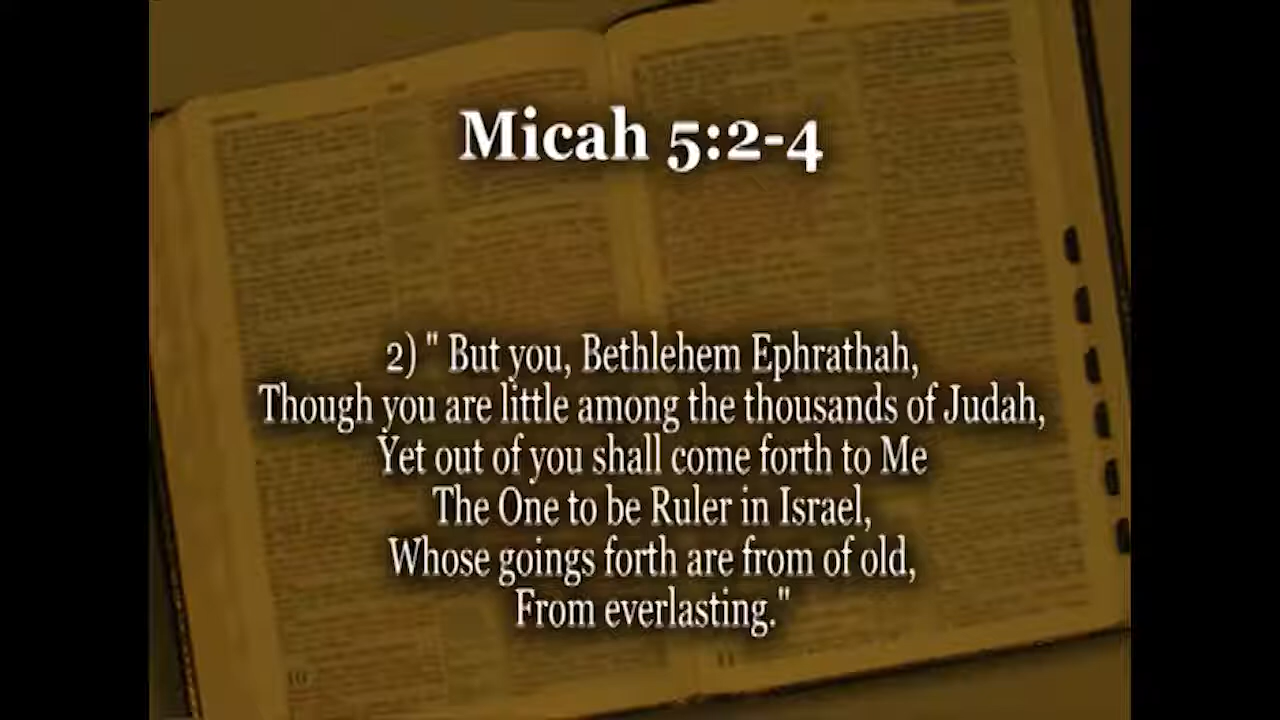 Micah 5:2-4
2) " But you, Bethlehem Ephrathah,
Though you are little among the thousands of Judah,
Yet out of you shall come forth to Me
The One to be Ruler in Israel,
Whose goings forth are from of old,
From everlasting."